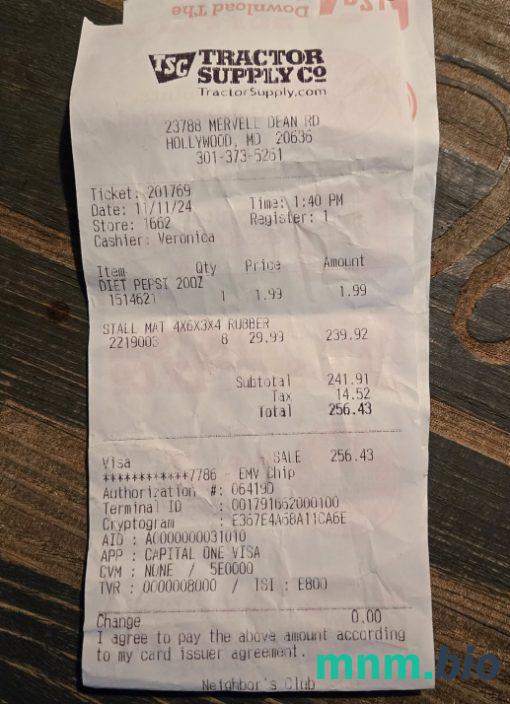 Download The
TSC TRACTOR
SUPPLY CO
TractorSupply.com
23788 MERVELL DEAN RD
HOLLYWOOD, MD 20636
301-373-5261
Ticket: 201769
Date: 11/11/24 Time: 1:40 PM
Store: 1662 Register: 1
Cashier: Veronica
Item Qty Price Amount
DIET PEPSI 20OZ
1514621 1 1.99 1.99
STALL MAT 4X6X3X4 RUBBER
2219003 8 29.99 239.92
Subtotal 241.91
Tax 14.52
Total 256.43
Visa SALE 256.43
************7786 - EMV Chip
Authorization #: 06419D
Terminal ID : 001791662000100
Cryptogram : E367E4A68A11CA6E
AID : A0000000031010
APP : CAPITAL ONE VISA
CVM : NONE / 5E0000
TVR : 0000008000 / TSI : E800
Change 0.00
I agree to pay the above amount according
to my card issuer agreement.
mnm.bio
Neighbor's Club